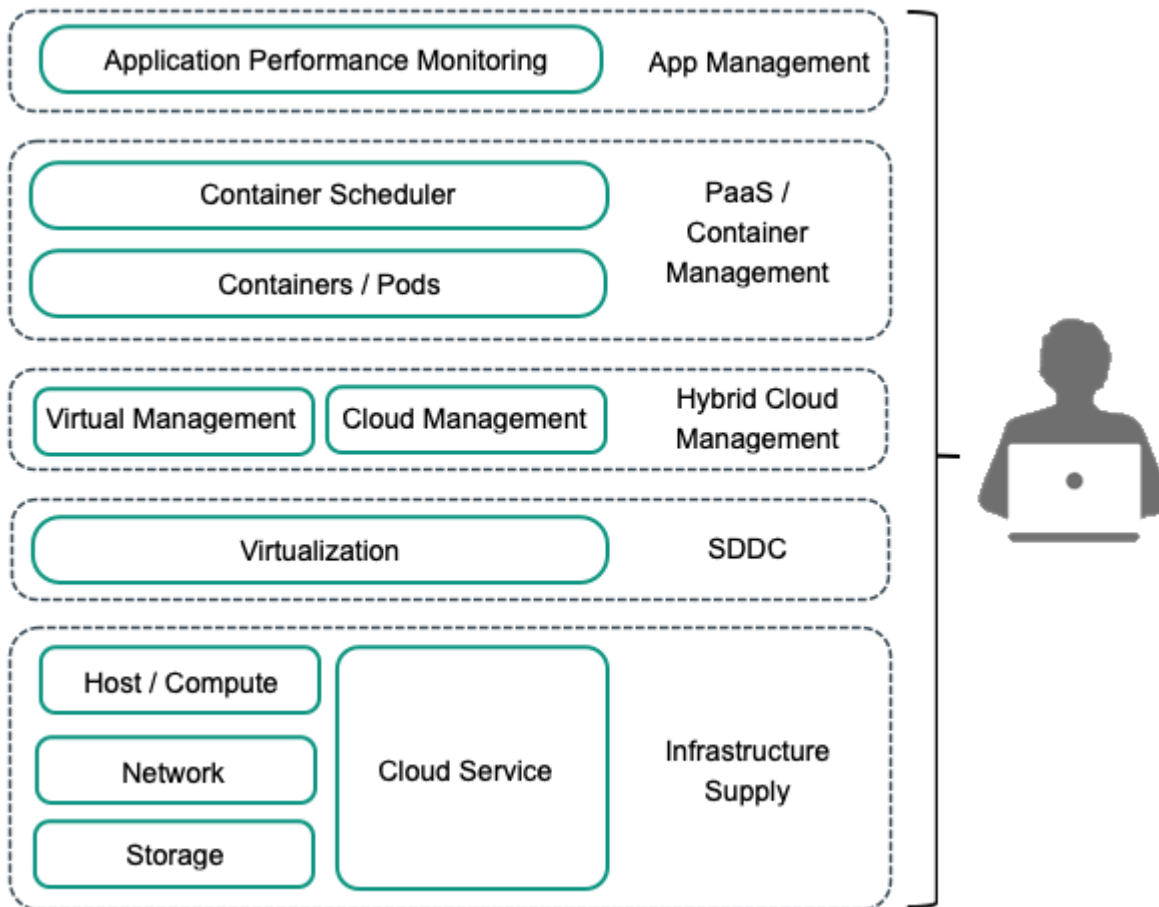 Application Performance Monitoring
App Management
Container Scheduler
Containers / Pods
PaaS /
Container
Management
Virtual Management
Cloud Management
Hybrid Cloud
Management
Virtualization
SDDC
Host / Compute
Network
Storage
Cloud Service
Infrastructure
Supply